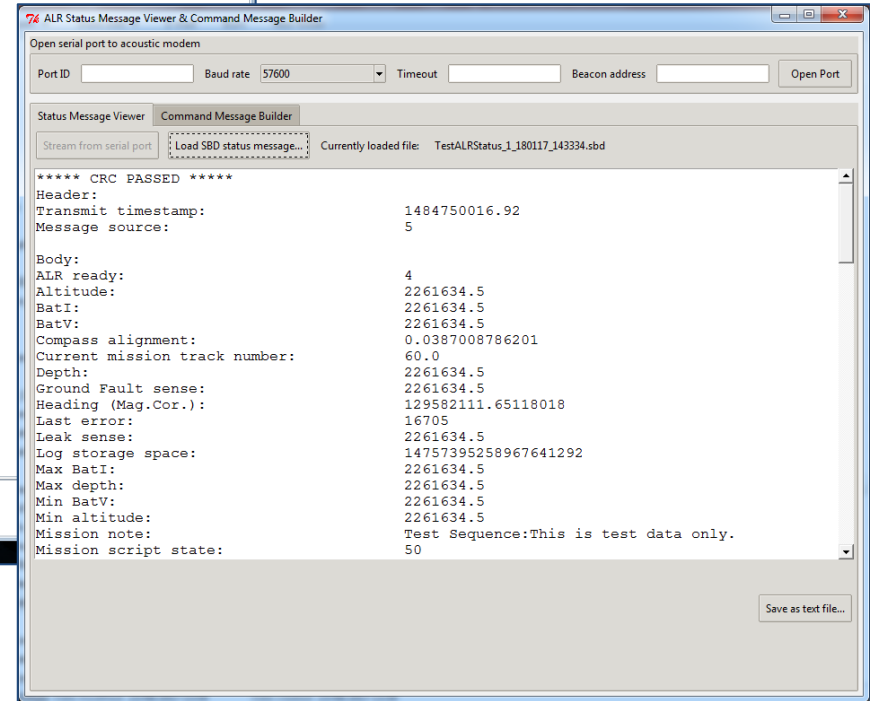 ALR Status Message Viewer & Command Message Builder
Open serial port to acoustic modem
Port ID Baud rate 57600 Timeout Beacon address Open Port
Status Message Viewer Command Message Builder
Stream from serial port Load SBD status message... Currently loaded file: TestALRStatus_1_180117_143334.sbd
***** CRC PASSED *****
Header:
Transmit timestamp: 1484750016.92
Message source: 5
Body:
ALR ready: 4
Altitude: 2261634.5
BatI: 2261634.5
BatV: 2261634.5
Compass alignment: 0.0387008786201
Current mission track number: 60.0
Depth: 2261634.5
Ground Fault sense: 2261634.5
Heading (Mag.Cor.): 129582111.65118018
Last error: 16705
Leak sense: 2261634.5
Log storage space: 14757395258967641292
Max BatI: 2261634.5
Max depth: 2261634.5
Min BatV: 2261634.5
Min altitude: 2261634.5
Mission note: Test Sequence:This is test data only.
Mission script state: 50
Save as text file...